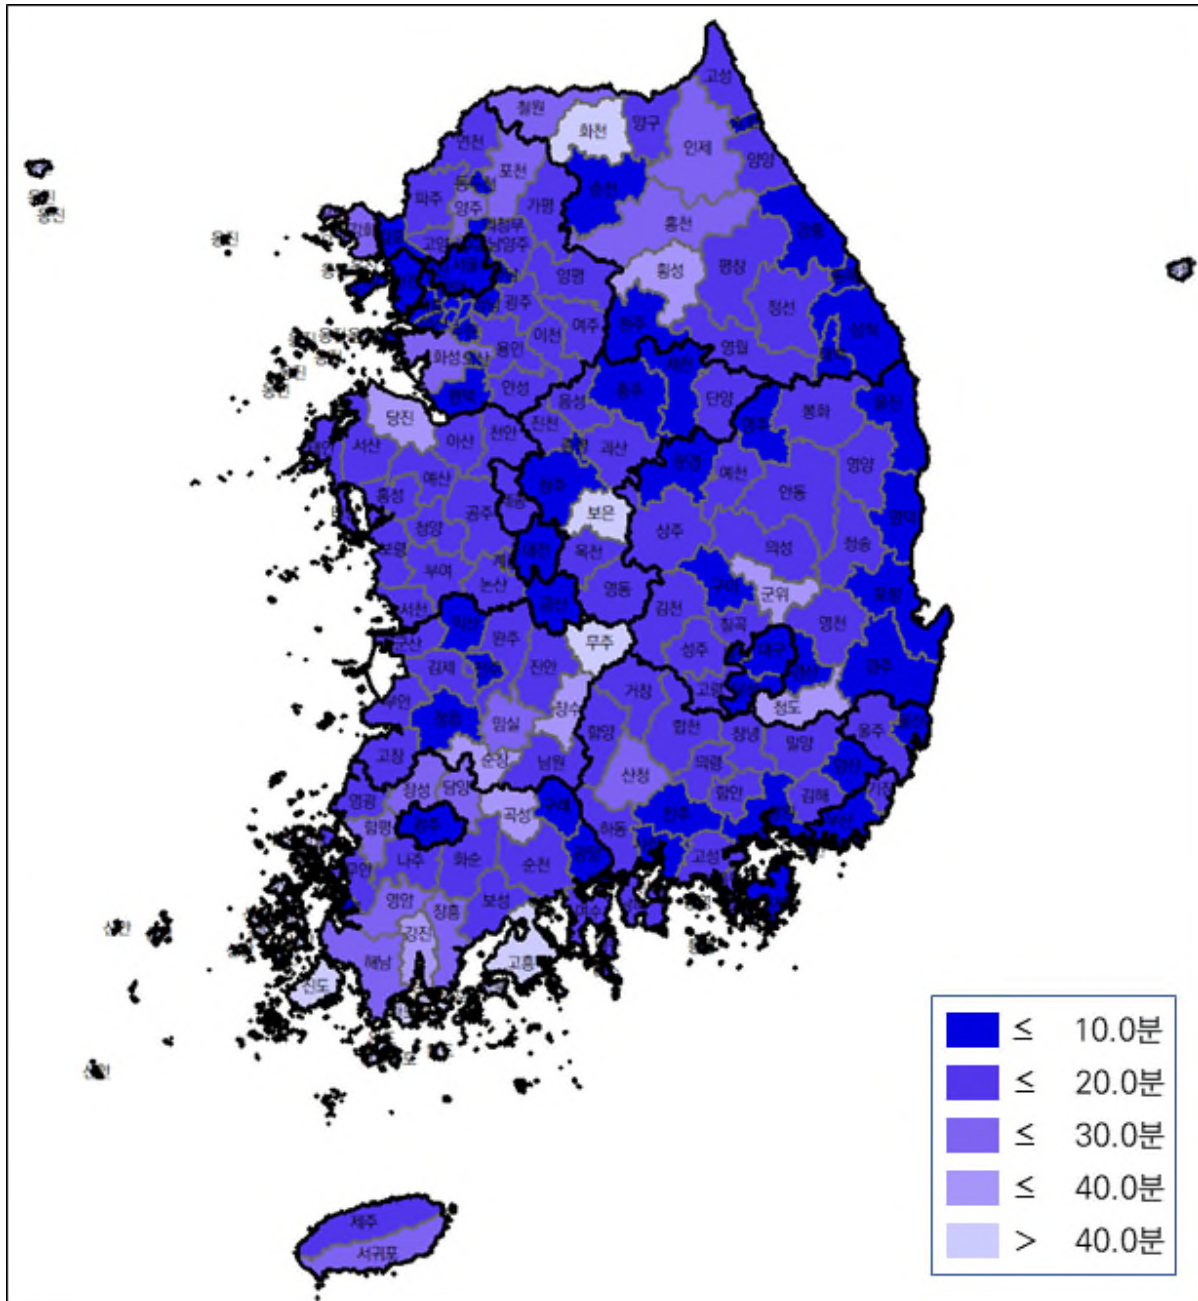 고성
철원
화천
양구
인제
연천
양양
포천
춘천
파주
양주
가평
홍천
강릉
강화
고양
남양주
서울
횡성
평창
양평
정선
광주
여주
이천
원주
삼척
용인
영월
화성
평택
안성
제천
충주
단양
음성
봉화
울진
당진
진천
영주
천안
아산
서산
괴산
문경
예천
영양
예산
안동
청주
홍성
공주
보은
영덕
청양
상주
의성
청송
대전
옥천
보령
부여
논산
영동
구미
군위
포항
금산
김천
서천
익산
칠곡
영천
완주
군산
무주
성주
대구
경산
경주
김제
진안
거창
고령
부안
장수
청도
정읍
임실
함양
합천
창녕
밀양
울주
울산
고창
순창
남원
의령
양산
산청
장성
담양
함안
김해
기장
영광
곡성
구례
진주
부산
함평
광주
하동
나주
화순
순천
광양
고성
무안
영암
보성
장흥
여수
강진
해남
고흥
진도
제주
서귀포
≤ 10.0분
≤ 20.0분
≤ 30.0분
≤ 40.0분
> 40.0분